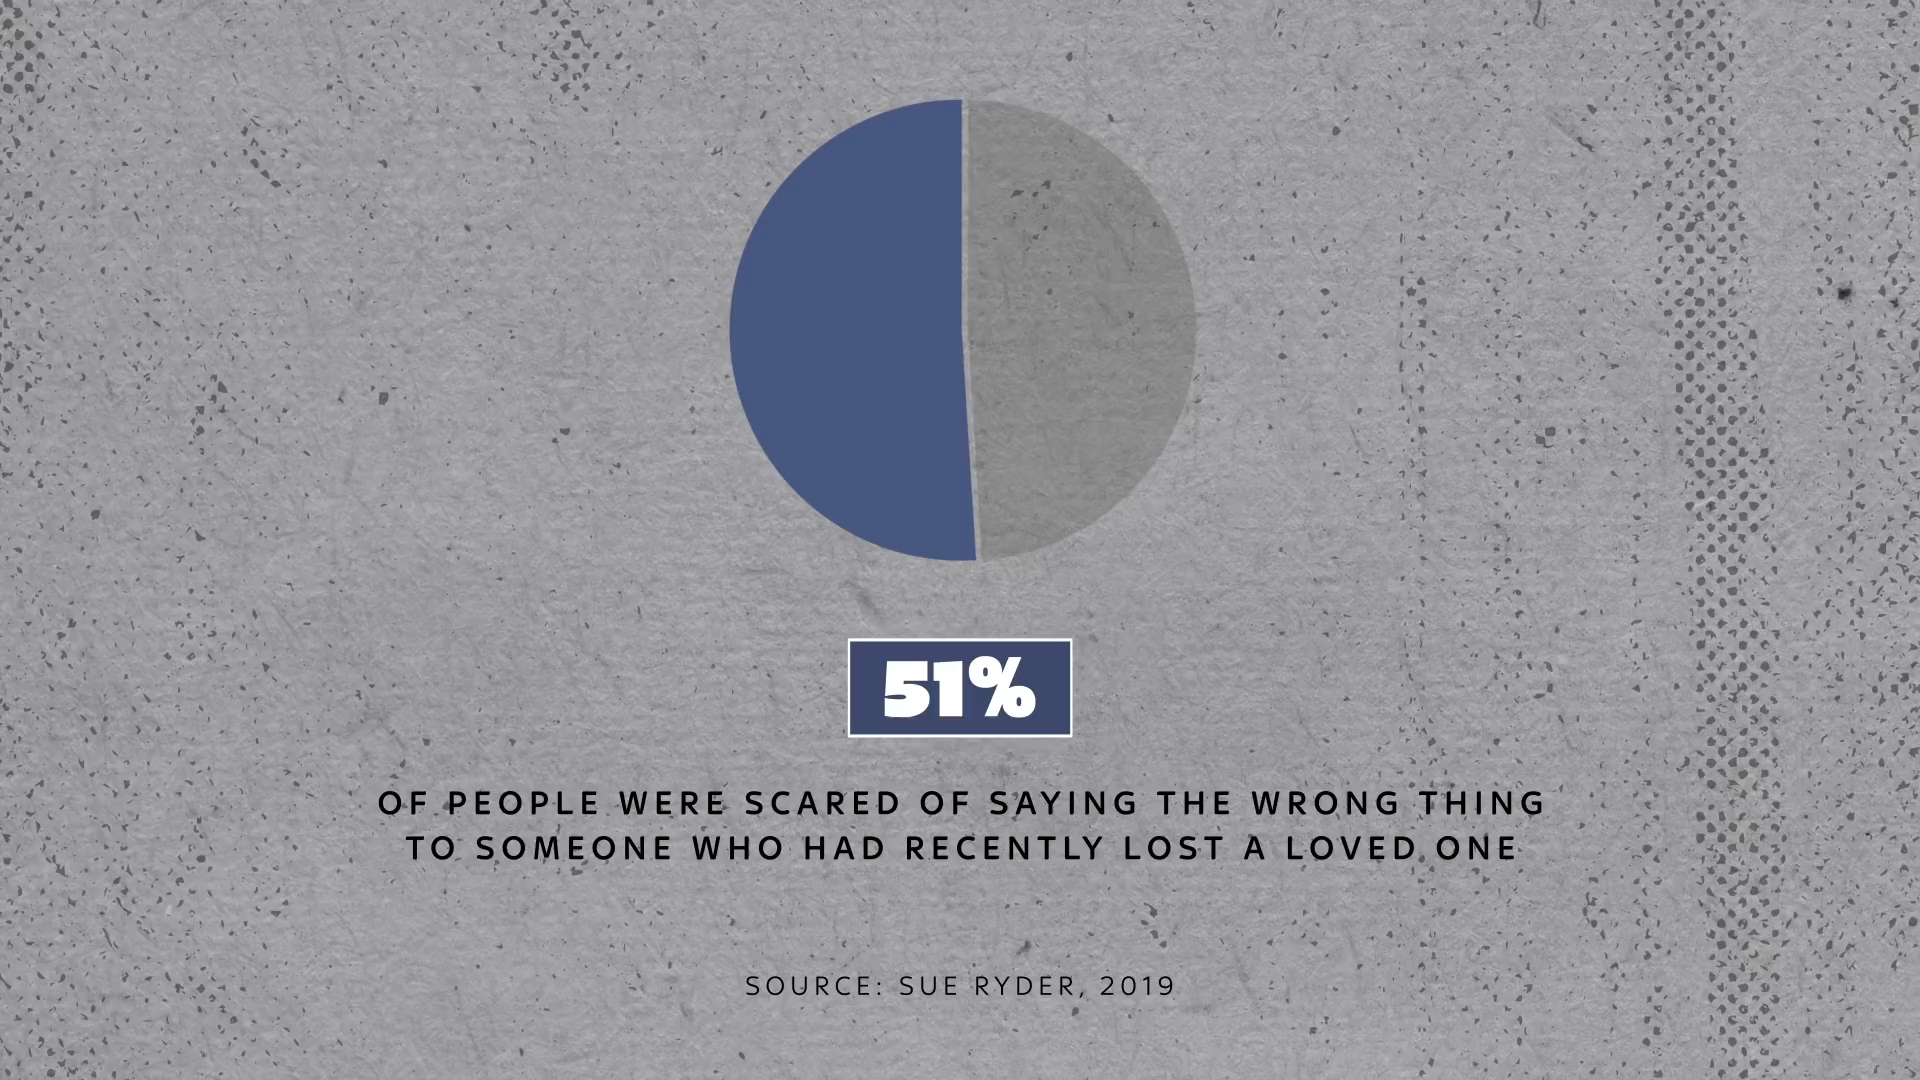 51%
OF PEOPLE WERE SCARED OF SAYING THE WRONG THING
TO SOMEONE WHO HAD RECENTLY LOST A LOVED ONE
SOURCE: SUE RYDER, 2019